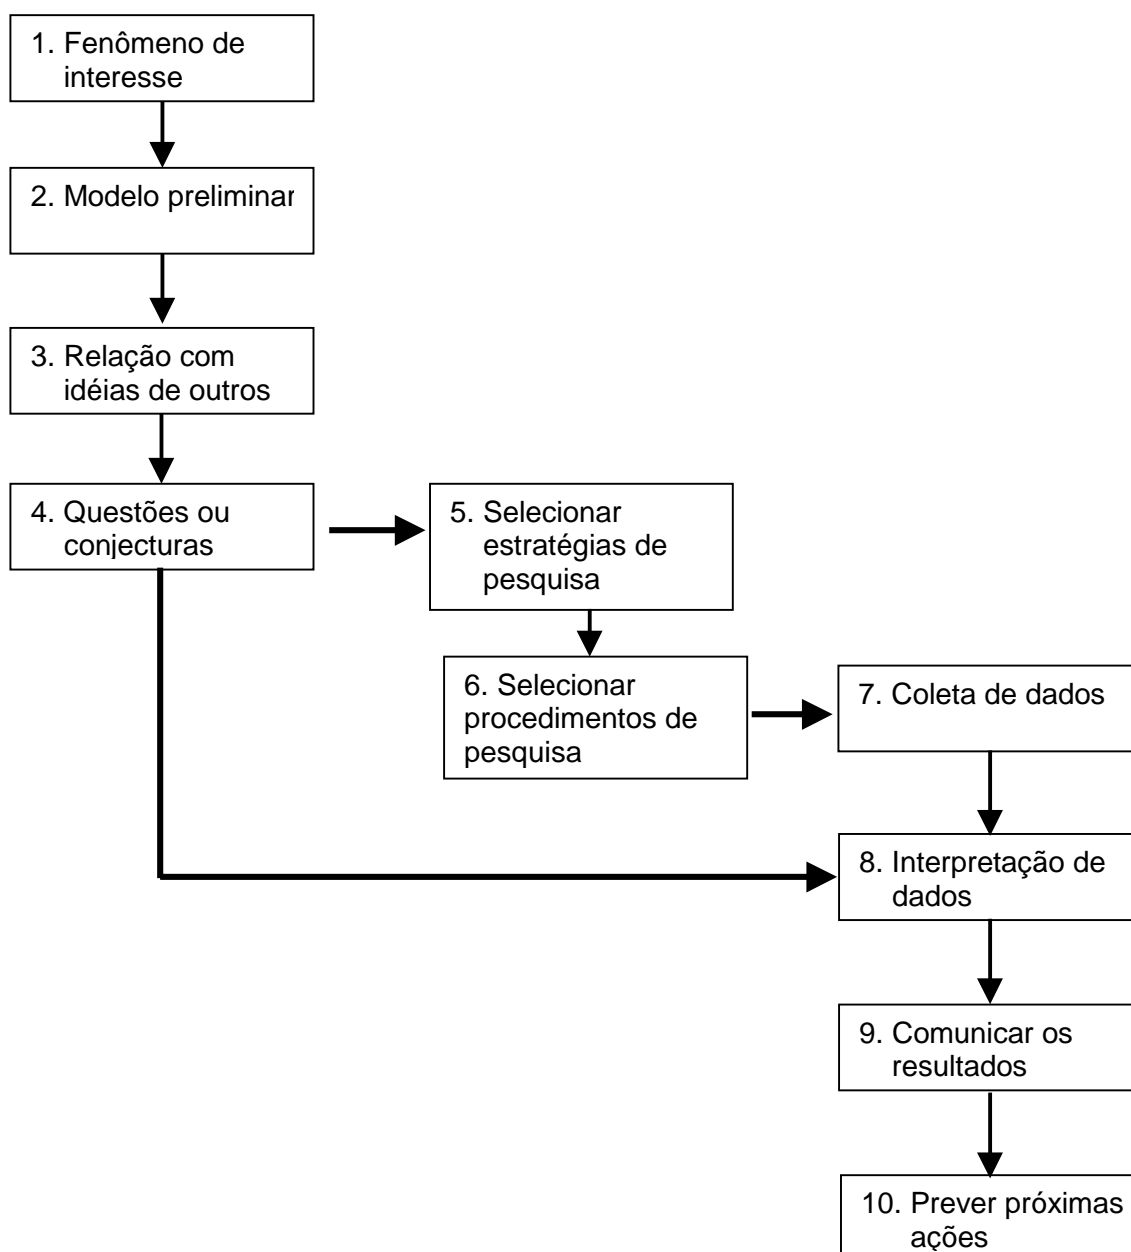 1. Fenômeno de
interesse
2. Modelo preliminar
3. Relação com
idéias de outros
4. Questões ou
conjecturas
5. Selecionar
estratégias de
pesquisa
6. Selecionar
procedimentos de
pesquisa
7. Coleta de dados
8. Interpretação de
dados
9. Comunicar os
resultados
10. Prever próximas
ações